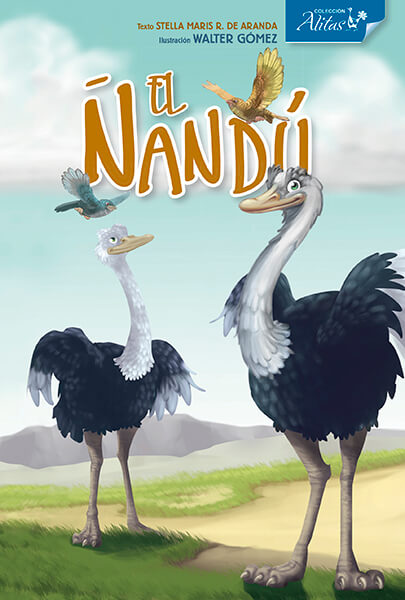 Texto STELLA MARIS R. DE ARANDA
Ilustración WALTER GÓMEZ
COLECCIÓN
Alitas
EL
ÑANDÚ